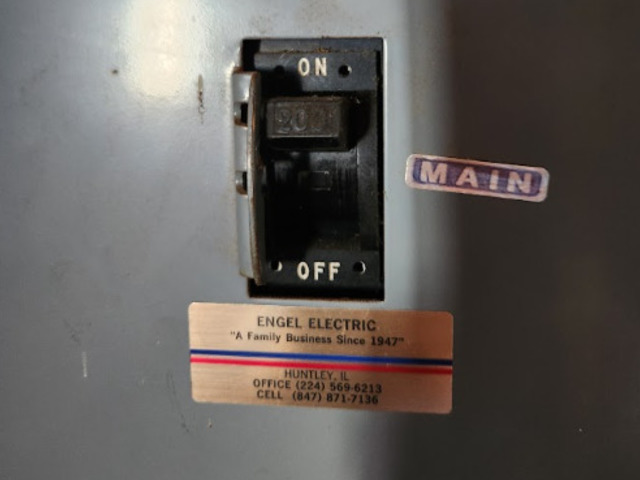 ON
200
MAIN
OFF
ENGEL ELECTRIC
"A Family Business Since 1947"
HUNTLEY, IL
OFFICE (224) 569-6213
CELL (847) 871-7136